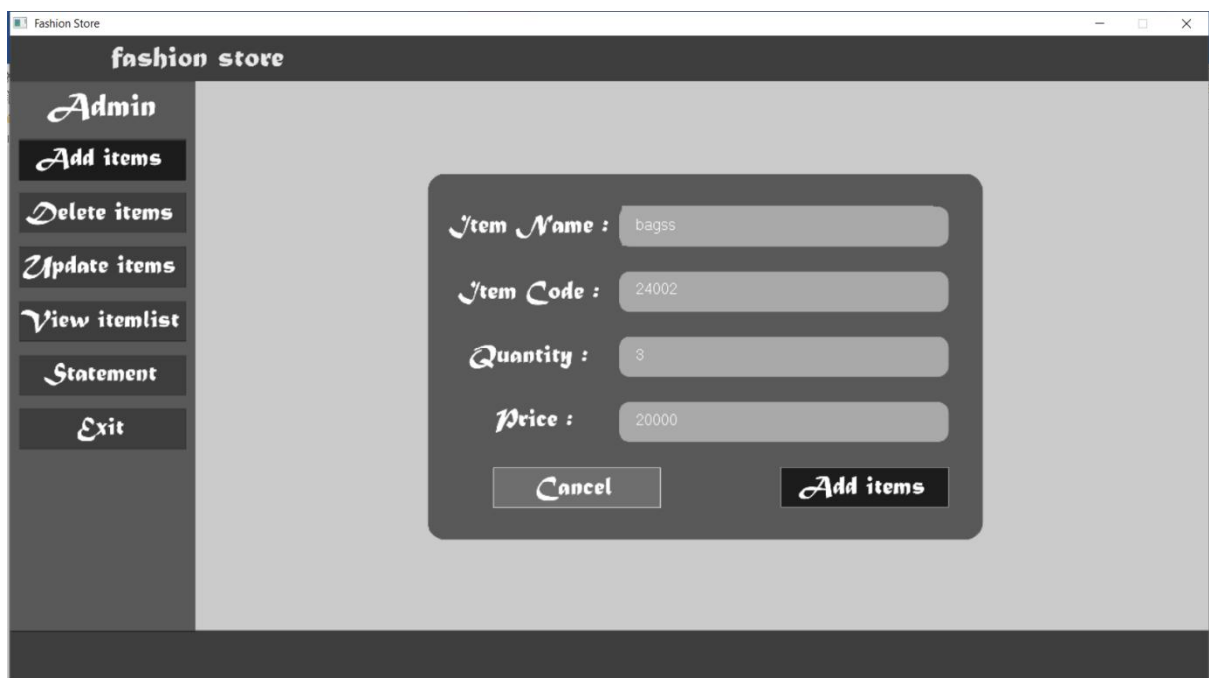 Fashion Store
fashion store
Admin
Add items
Delete items
Update items
View itemlist
Statement
Exit
Item Name : bagss
Item Code : 24002
Quantity : 3
Price : 20000
Cancel Add items